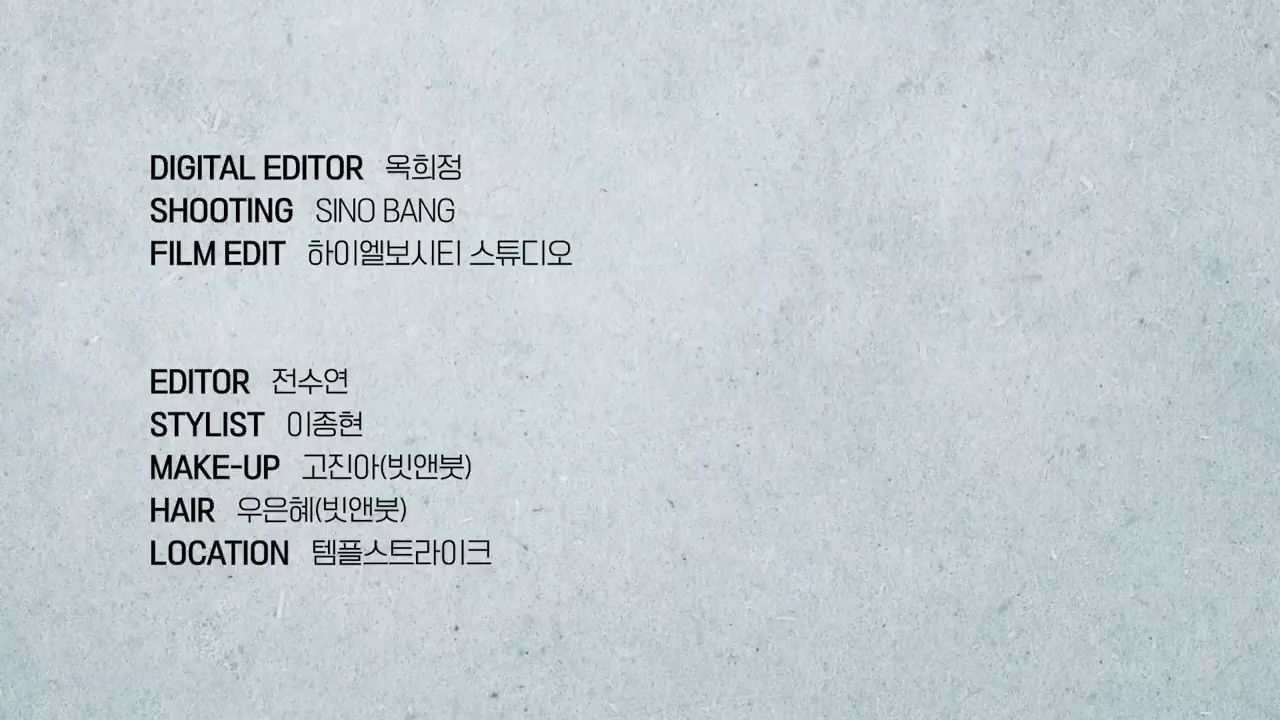 DIGITAL EDITOR 옥희정
SHOOTING SINO BANG
FILM EDIT 하이엘보시티 스튜디오
EDITOR 전수연
STYLIST 이종현
MAKE-UP 고진아(빗앤붓)
HAIR 우은혜(빗앤붓)
LOCATION 템플스트라이크